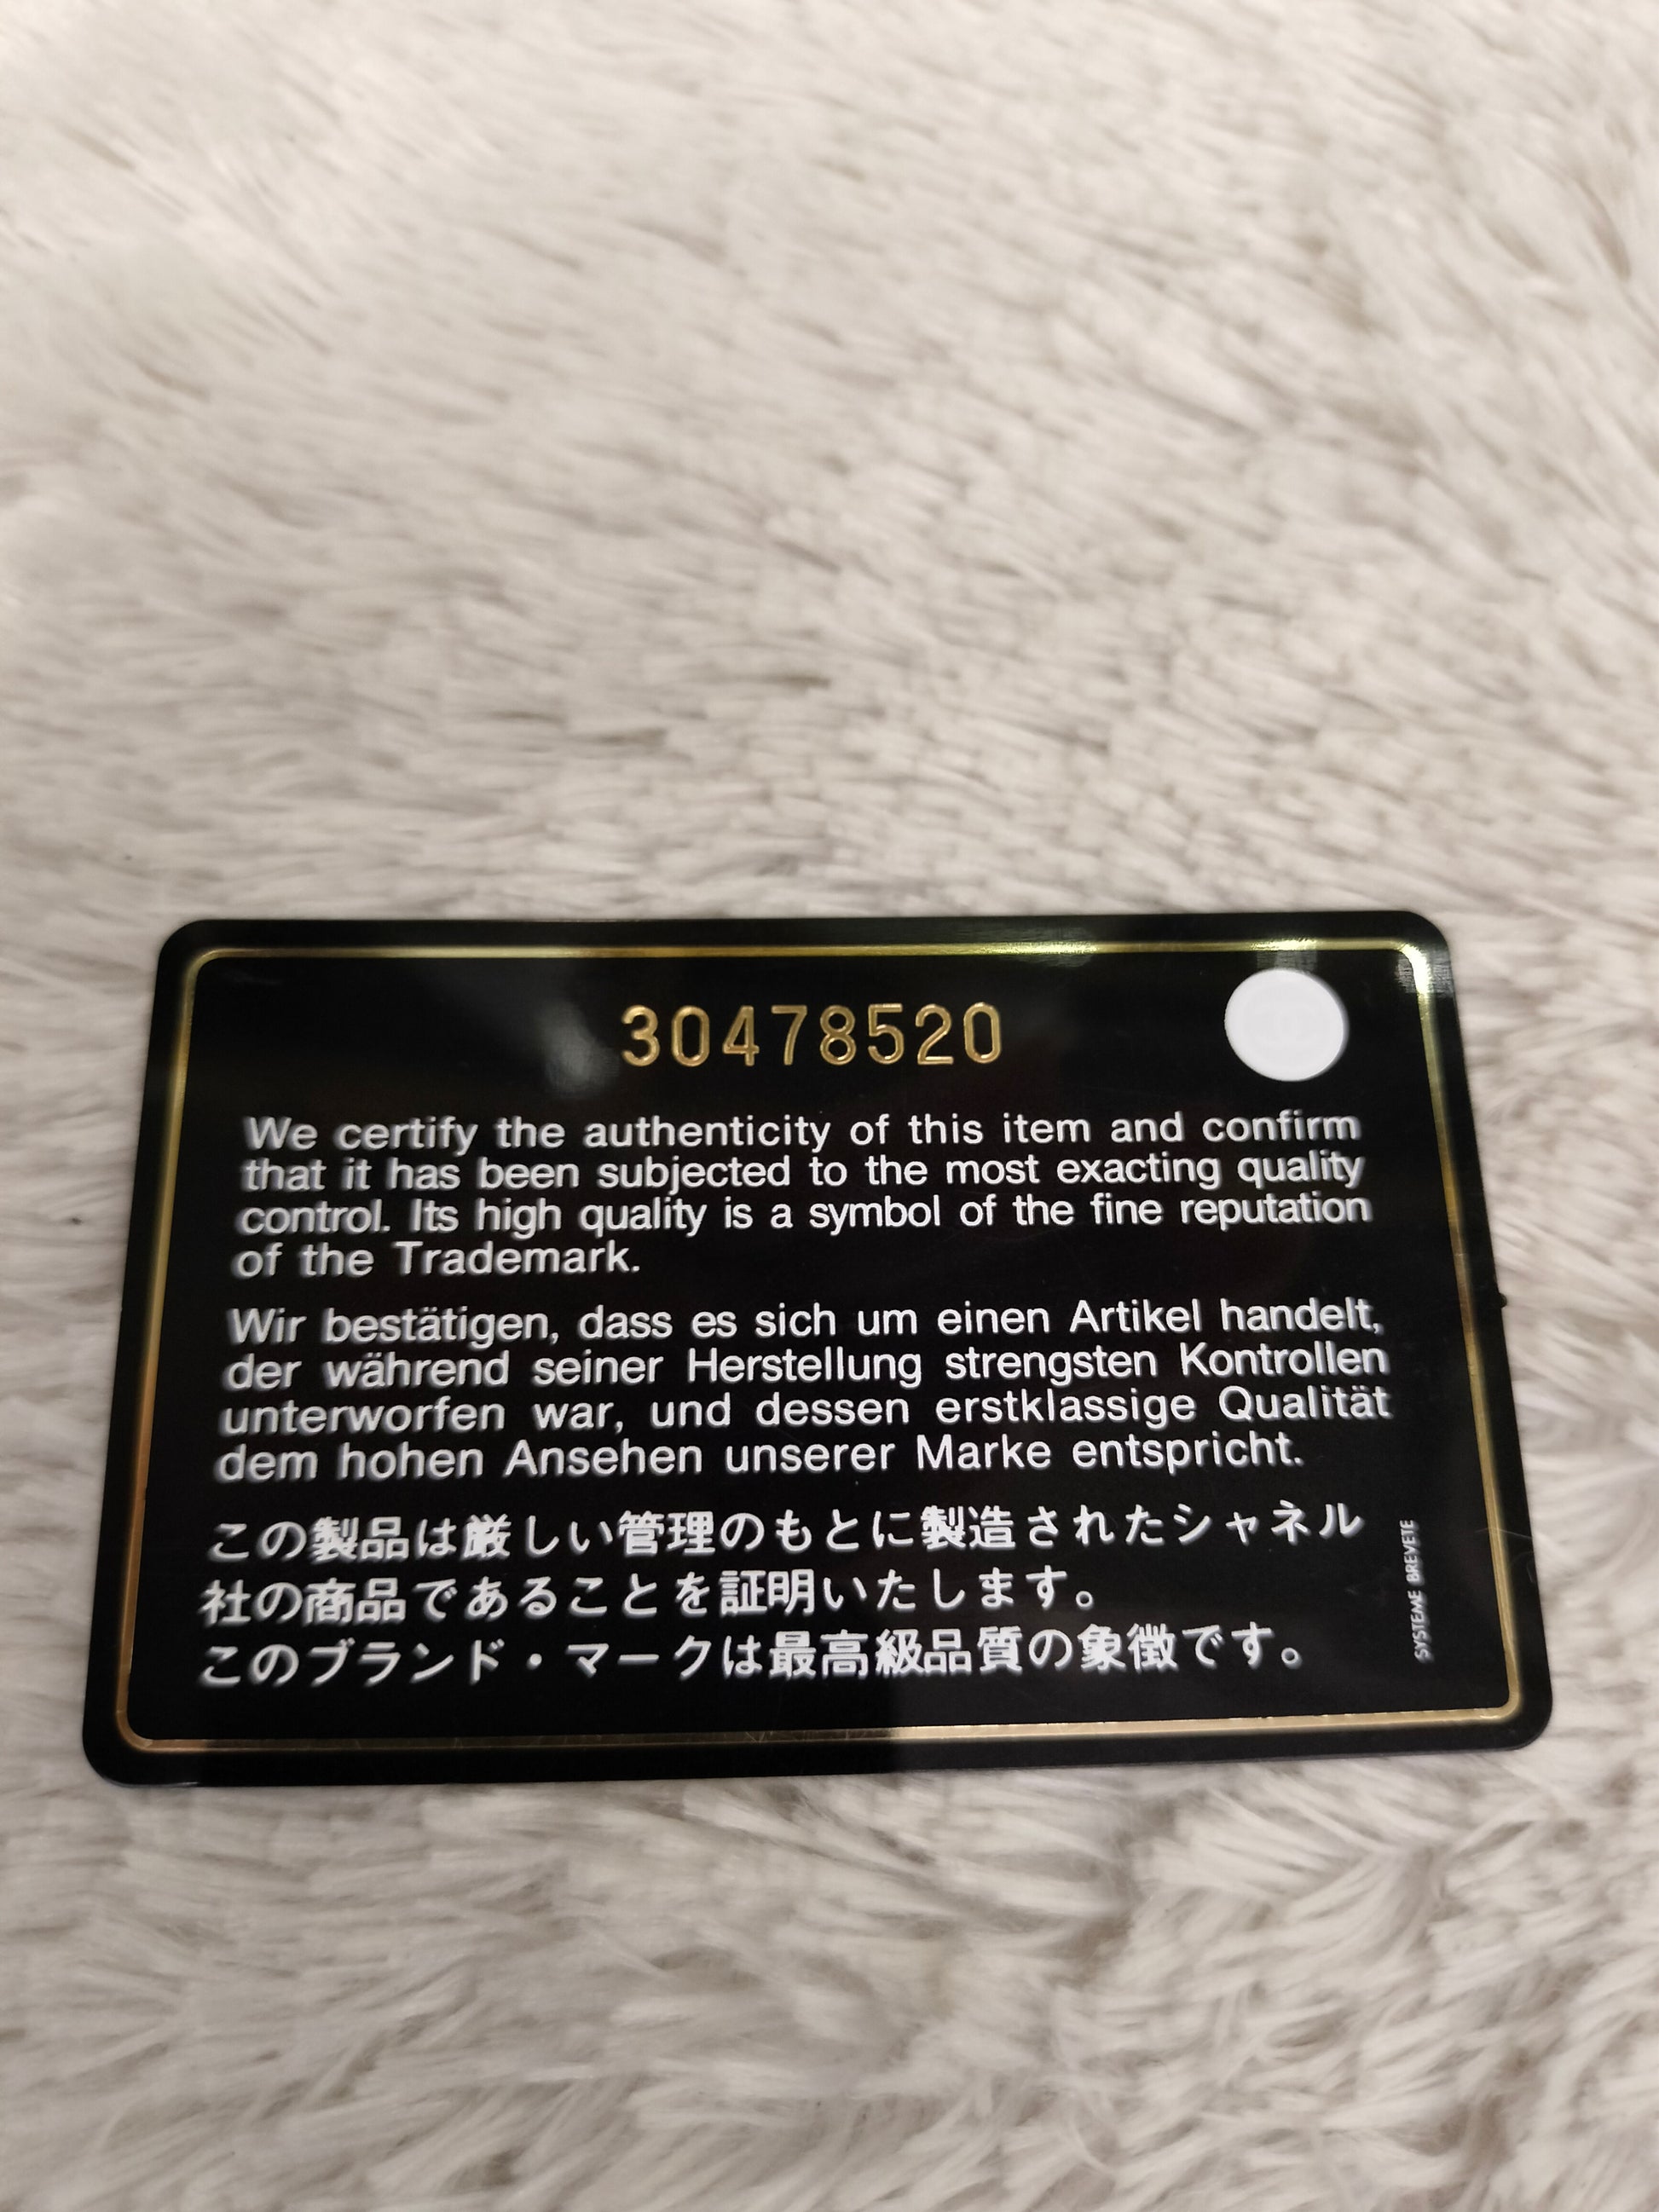 30478520
We certify the authenticity of this item and confirm
that it has been subjected to the most exacting quality
control. Its high quality is a symbol of the fine reputation
of the Trademark.
Wir bestätigen, dass es sich um einen Artikel handelt,
der während seiner Herstellung strengsten Kontrollen
unterworfen war, und dessen erstklassige Qualität
dem hohen Ansehen unserer Marke entspricht.
この製品は厳しい管理のもとに製造されたシャネル
社の商品であることを証明いたします。
このブランド・マークは最高級品質の象徴です。
SYSTEME BREVETE